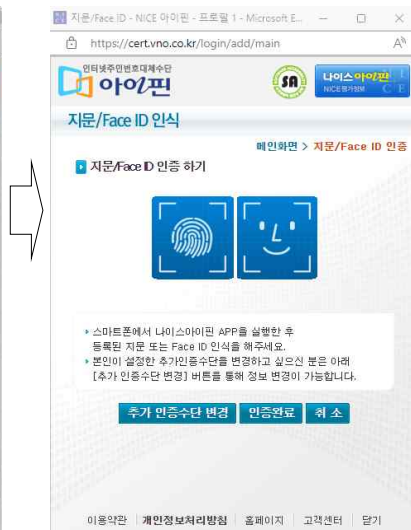 지문/Face ID - NICE 아이핀 - 프로필 1 - Microsoft E...
https://cert.vno.co.kr/login/add/main
인터넷주민번호대체수단
아이핀
SA
나이스아이핀
NICE평가정보
지문/Face ID 인식
메인화면 > 지문/Face ID 인증
지문/Face ID 인증 하기
스마트폰에서 나이스아이핀 APP을 실행한 후
등록된 지문 또는 Face ID 인식을 해주세요.
본인이 설정한 추가인증수단을 변경하고 싶으신 분은 아래
[추가 인증수단 변경] 버튼을 통해 정보 변경이 가능합니다.
추가 인증수단 변경 인증완료 취 소
이용약관 개인정보처리방침 홈페이지 고객센터 닫기